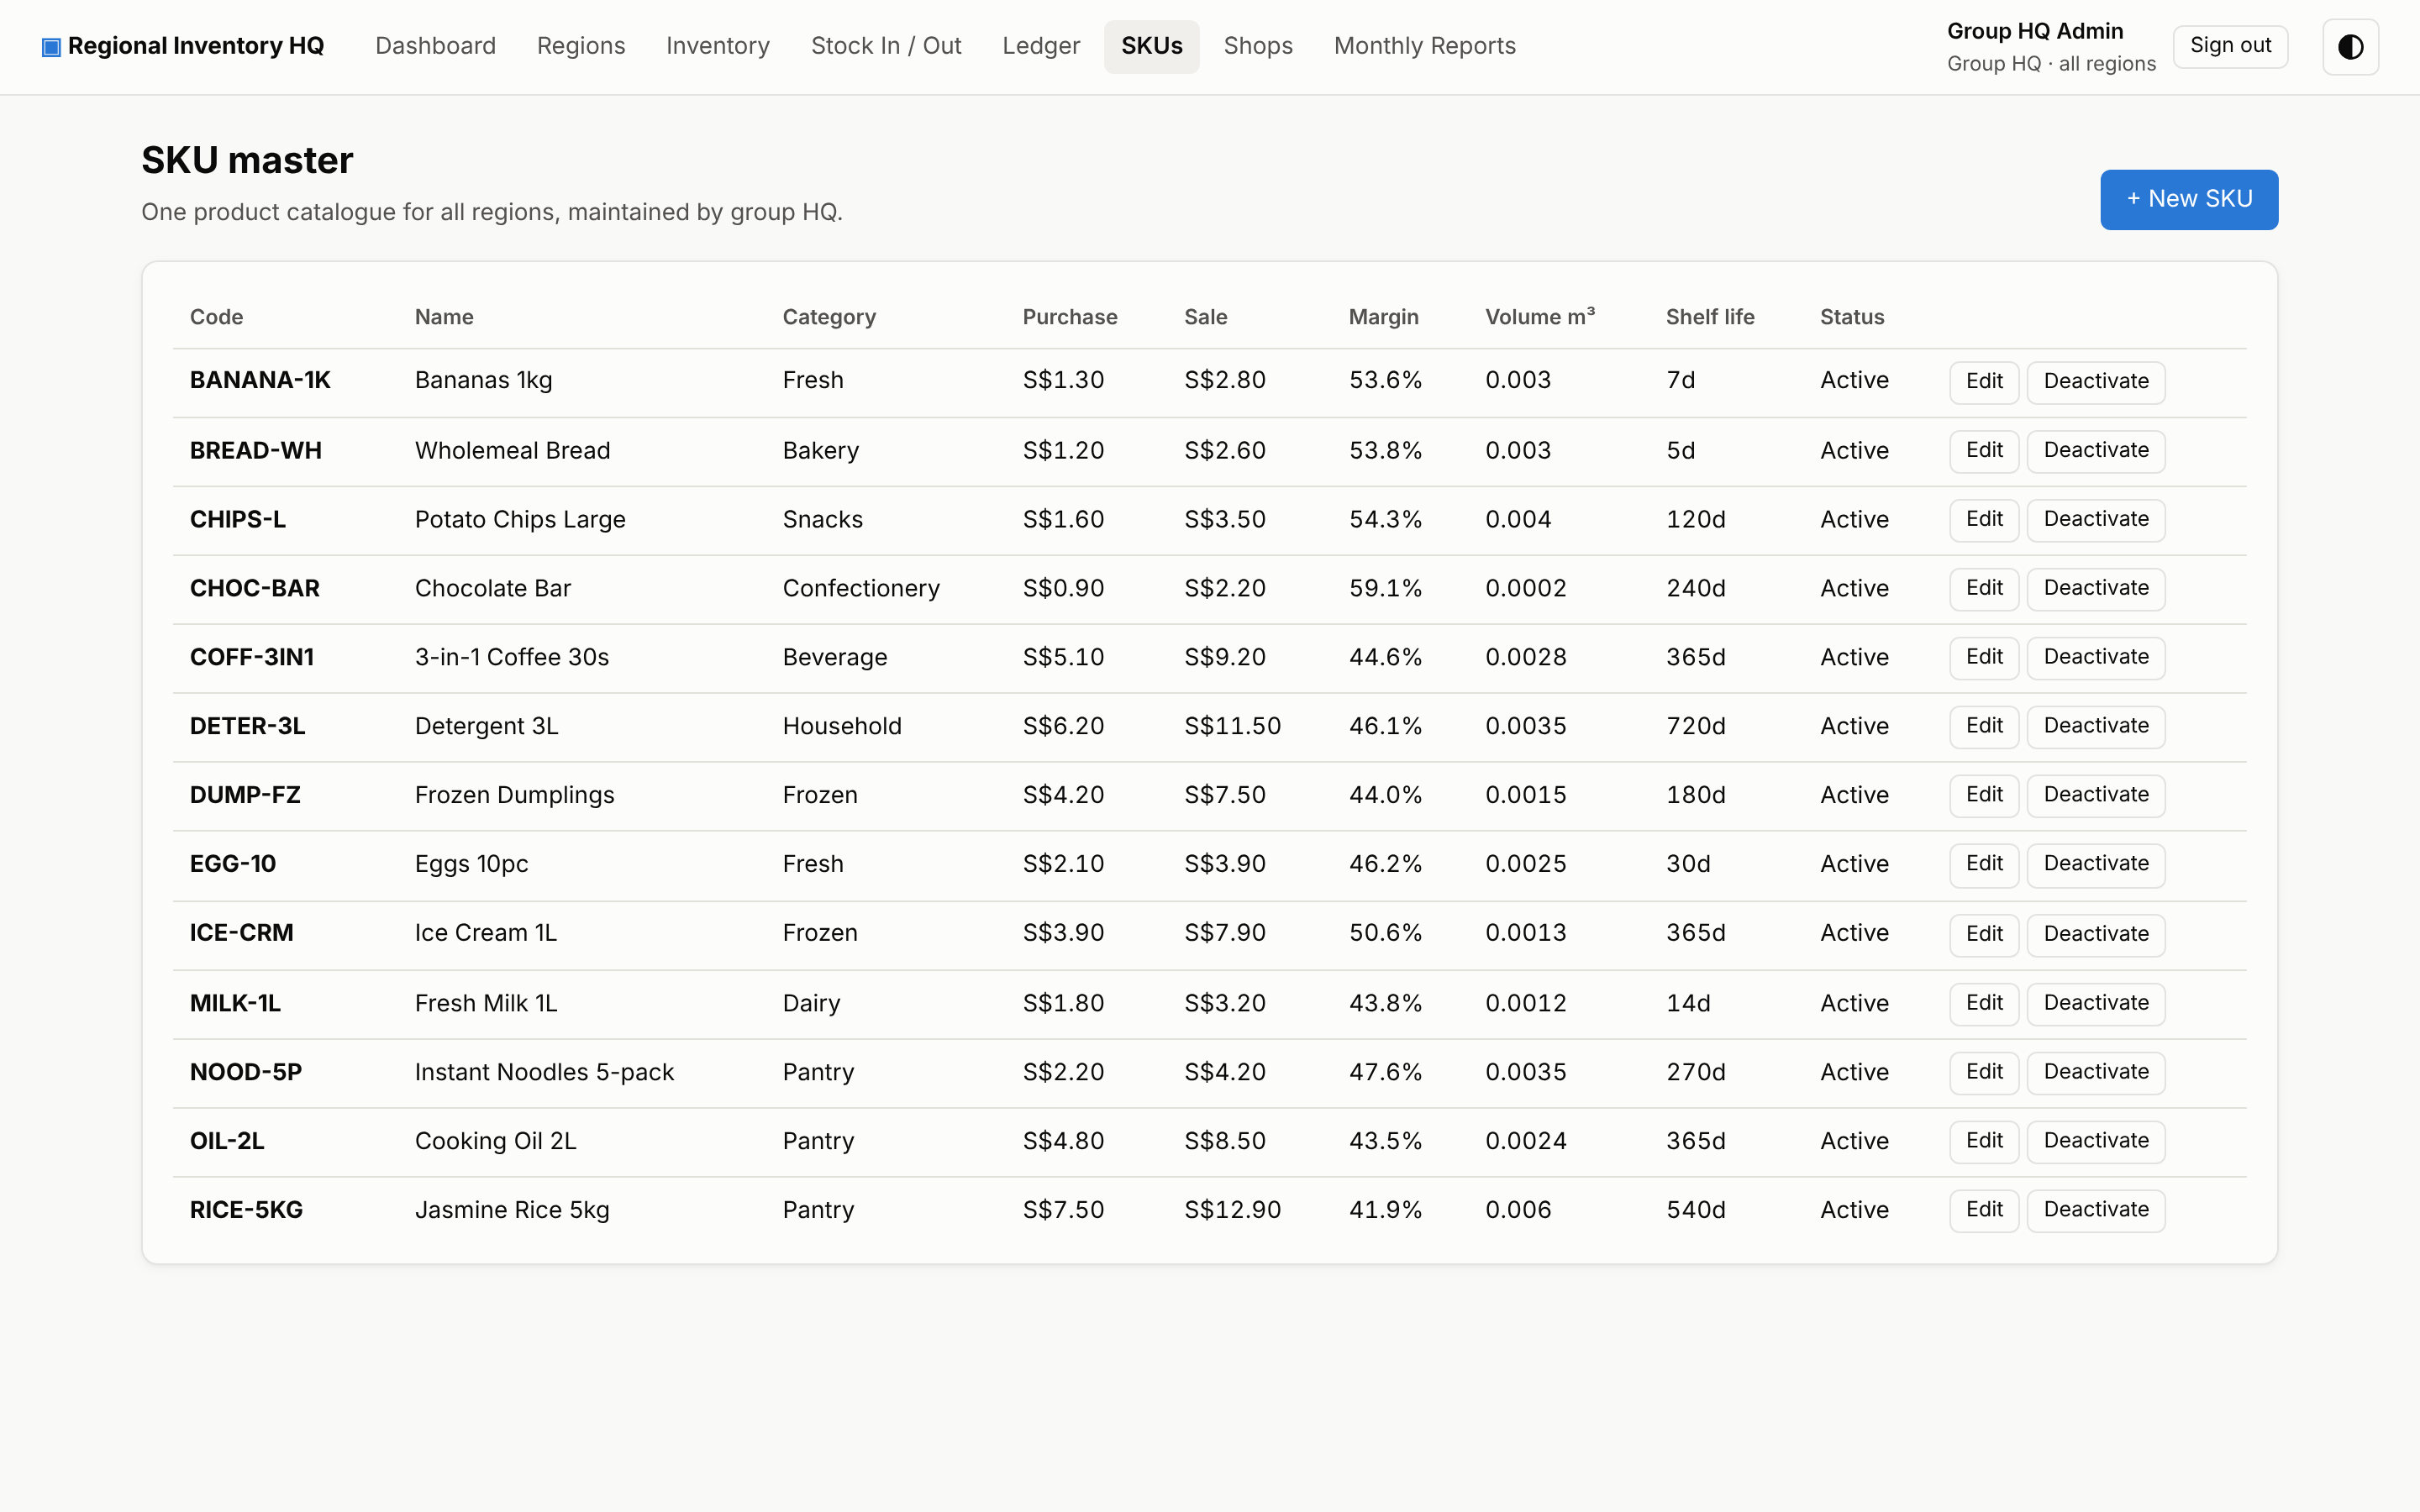 Regional Inventory HQ Dashboard Regions Inventory Stock In / Out Ledger SKUs Shops Monthly Reports Group HQ Admin Sign out
Group HQ · all regions
SKU master
One product catalogue for all regions, maintained by group HQ.
+ New SKU
Code Name Category Purchase Sale Margin Volume m³ Shelf life Status
BANANA-1K Bananas 1kg Fresh S$1.30 S$2.80 53.6% 0.003 7d Active Edit Deactivate
BREAD-WH Wholemeal Bread Bakery S$1.20 S$2.60 53.8% 0.003 5d Active Edit Deactivate
CHIPS-L Potato Chips Large Snacks S$1.60 S$3.50 54.3% 0.004 120d Active Edit Deactivate
CHOC-BAR Chocolate Bar Confectionery S$0.90 S$2.20 59.1% 0.0002 240d Active Edit Deactivate
COFF-3IN1 3-in-1 Coffee 30s Beverage S$5.10 S$9.20 44.6% 0.0028 365d Active Edit Deactivate
DETER-3L Detergent 3L Household S$6.20 S$11.50 46.1% 0.0035 720d Active Edit Deactivate
DUMP-FZ Frozen Dumplings Frozen S$4.20 S$7.50 44.0% 0.0015 180d Active Edit Deactivate
EGG-10 Eggs 10pc Fresh S$2.10 S$3.90 46.2% 0.0025 30d Active Edit Deactivate
ICE-CRM Ice Cream 1L Frozen S$3.90 S$7.90 50.6% 0.0013 365d Active Edit Deactivate
MILK-1L Fresh Milk 1L Dairy S$1.80 S$3.20 43.8% 0.0012 14d Active Edit Deactivate
NOOD-5P Instant Noodles 5-pack Pantry S$2.20 S$4.20 47.6% 0.0035 270d Active Edit Deactivate
OIL-2L Cooking Oil 2L Pantry S$4.80 S$8.50 43.5% 0.0024 365d Active Edit Deactivate
RICE-5KG Jasmine Rice 5kg Pantry S$7.50 S$12.90 41.9% 0.006 540d Active Edit Deactivate